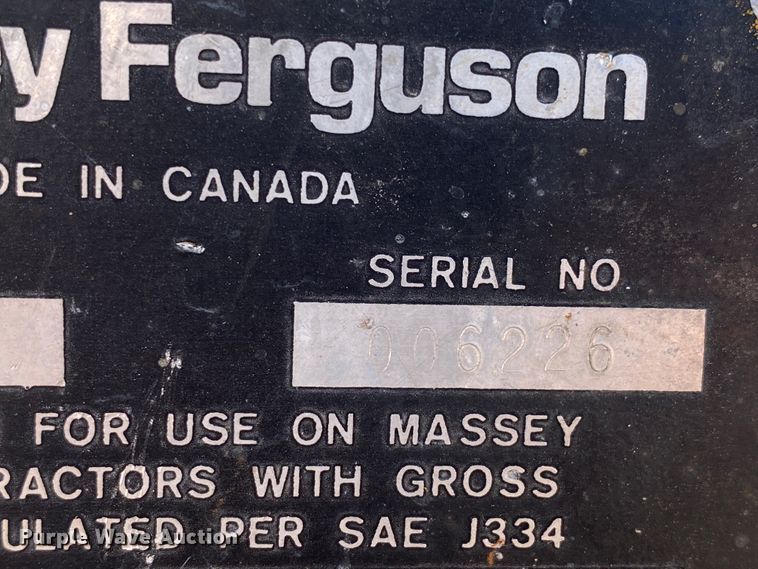 ey Ferguson
DE IN CANADA
SERIAL NO.
006226
FOR USE ON MASSEY
RACTORS WITH GROSS
ULATED PER SAE J334
Purple Wave Auction